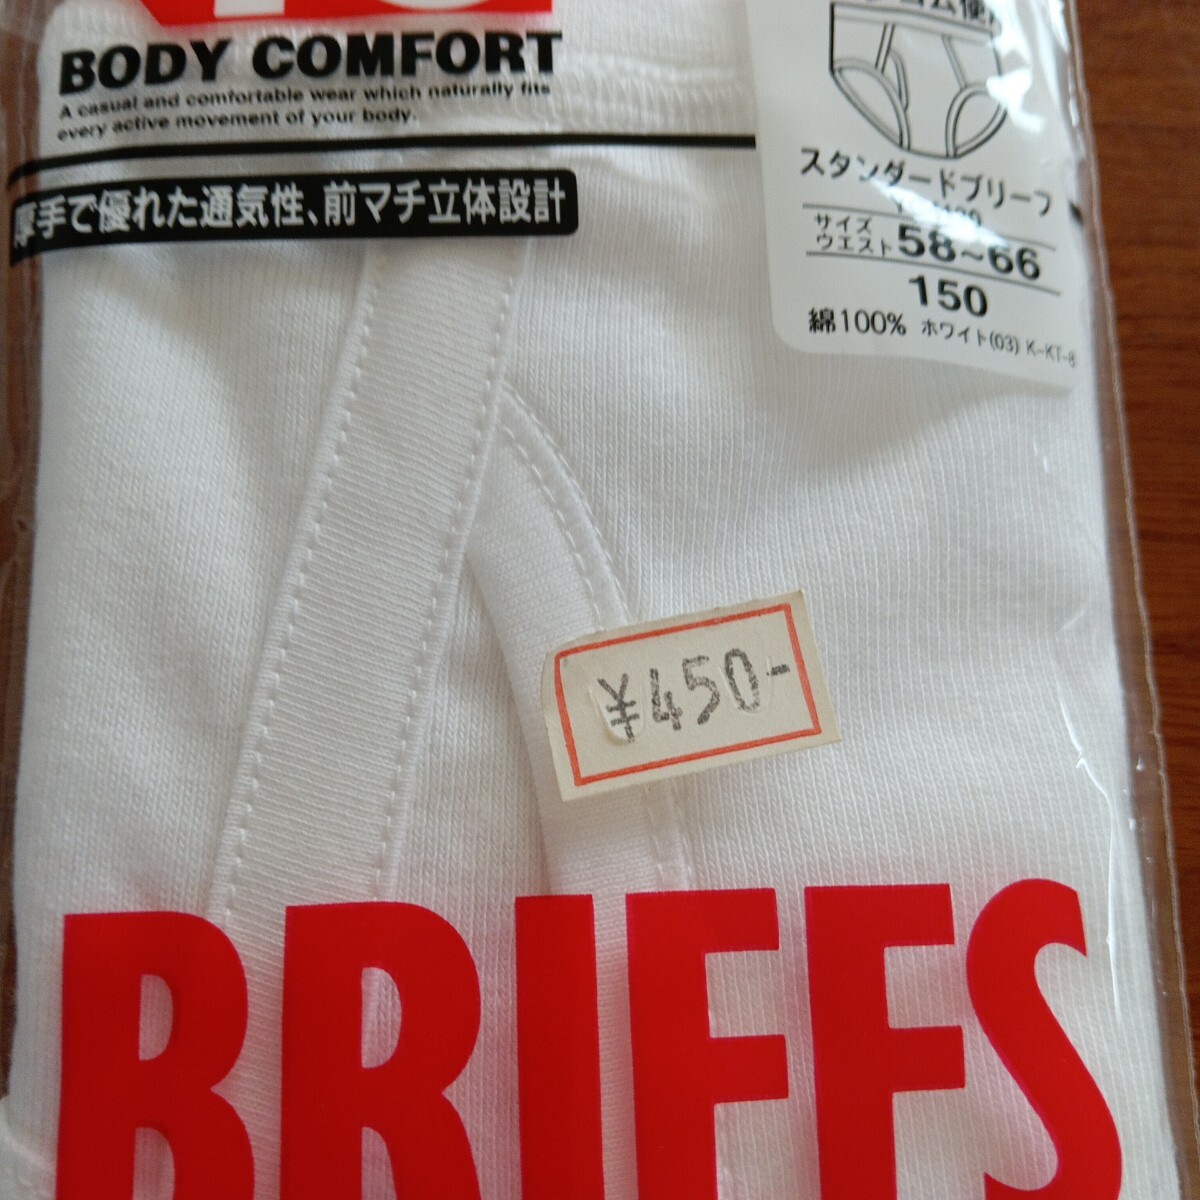 BODY COMFORT
A casual and comfortable wear which naturally fits
every active movement of your body.
厚手で優れた通気性、前マチ立体設計
スタンダードブリーフ
サイズ
ウエスト 58~66
150
綿100% ホワイト(03) K-KT-8
¥450-
BRIEFS